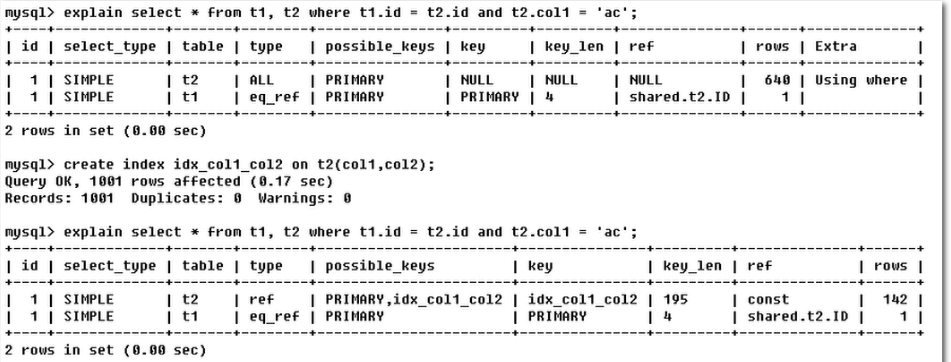 mysql> explain select * from t1, t2 where t1.id = t2.id and t2.col1 = 'ac';
+----+-------------+-------+--------+---------------+---------+---------+--------------+------+-------------+
| id | select_type | table | type | possible_keys | key | key_len | ref | rows | Extra
+----+-------------+-------+--------+---------------+---------+---------+--------------+------+-------------+
| 1 | SIMPLE | t2 | ALL | PRIMARY | NULL | NULL | NULL | 640 | Using where |
| 1 | SIMPLE | t1 | eq_ref | PRIMARY | PRIMARY | 4 | shared.t2.ID | 1 | |
+----+-------------+-------+--------+---------------+---------+---------+--------------+------+-------------+
2 rows in set (0.00 sec)
mysql> create index idx_col1_col2 on t2(col1,col2);
Query OK, 1001 rows affected (0.17 sec)
Records: 1001 Duplicates: 0 Warnings: 0
mysql> explain select * from t1, t2 where t1.id = t2.id and t2.col1 = 'ac';
+----+-------------+-------+--------+-----------------------+---------------+---------+--------------+------+
| id | select_type | table | type | possible_keys | key | key_len | ref | rows |
+----+-------------+-------+--------+-----------------------+---------------+---------+--------------+------+
| 1 | SIMPLE | t2 | ref | PRIMARY,idx_col1_col2 | idx_col1_col2 | 195 | const | 142 |
| 1 | SIMPLE | t1 | eq_ref | PRIMARY | PRIMARY | 4 | shared.t2.ID | 1 |
+----+-------------+-------+--------+-----------------------+---------------+---------+--------------+------+
2 rows in set (0.00 sec)